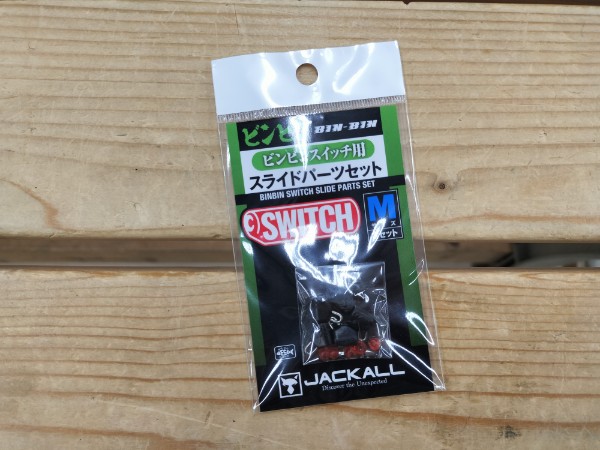 ビンビン BIN-BIN
ビンビンスイッチ用
スライドパーツセット
BINBIN SWITCH SLIDE PARTS SET
SWITCH
M
セット
JACKALL
Discover the Unexpected